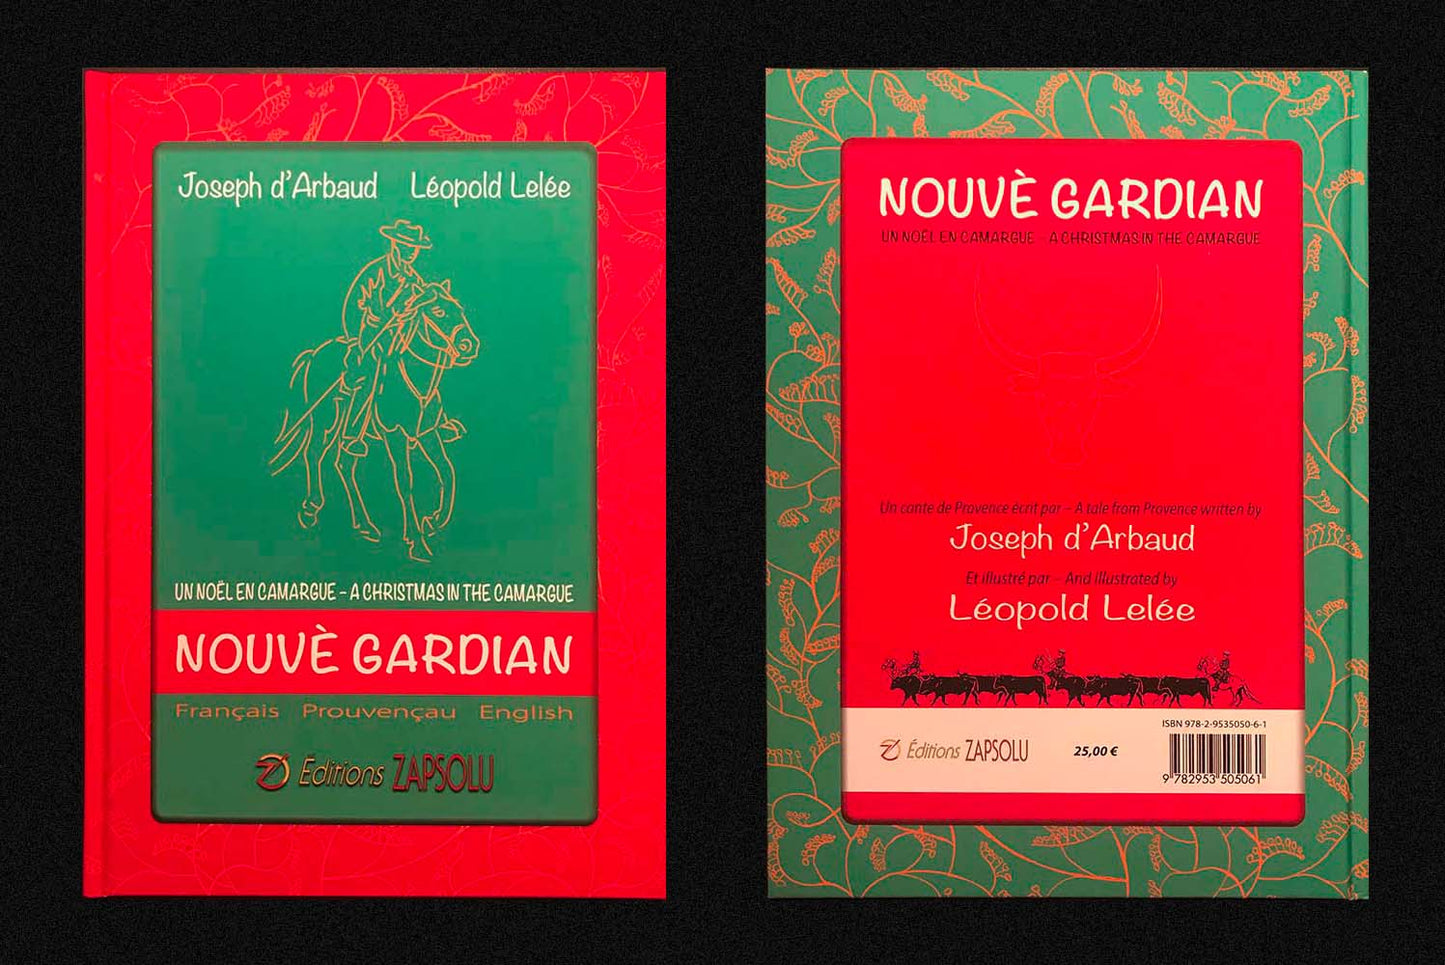 Joseph d'Arbaud Léopold Lelée
UN NOËL EN CAMARGUE – A CHRISTMAS IN THE CAMARGUE
NOUVÈ GARDIAN
Français Prouvençau English
Éditions ZAPSOLU
NOUVÈ GARDIAN
UN NOËL EN CAMARGUE – A CHRISTMAS IN THE CAMARGUE
Un conte de Provence écrit par – A tale from Provence written by
Joseph d'Arbaud
Et illustré par – And Illustrated by
Léopold Lelée
ISBN 978-2-9535050-6-1
Éditions ZAPSOLU 25,00 €
9 782953 505061